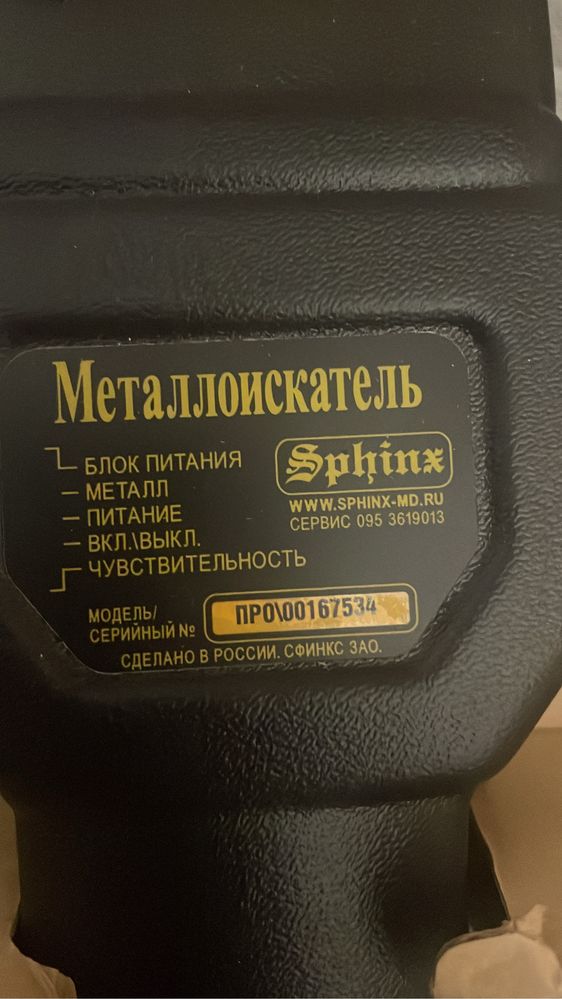 Металлоискатель
БЛОК ПИТАНИЯ
МЕТАЛЛ
ПИТАНИЕ
ВКЛ.\ВЫКЛ.
ЧУВСТВИТЕЛЬНОСТЬ
Sphinx
WWW.SPHINX-MD.RU
СЕРВИС 095 3619013
МОДЕЛЬ/
СЕРИЙНЫЙ № ПРО\00167534
СДЕЛАНО В РОССИИ. СФИНКС ЗАО.